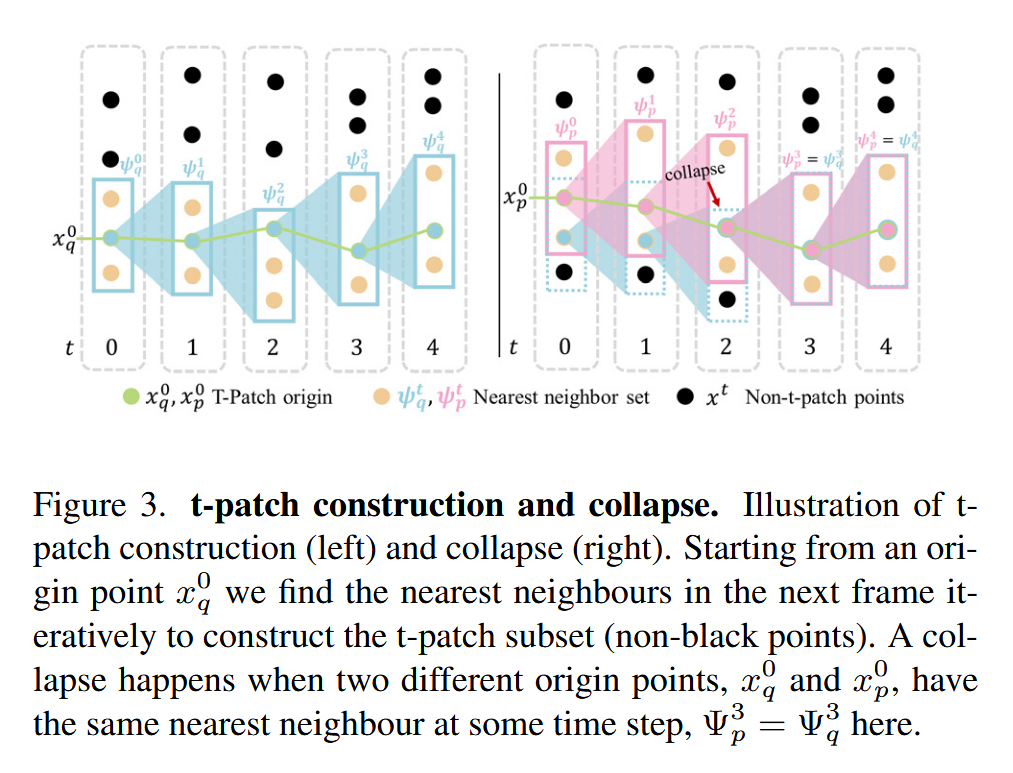 ψ_q^0
ψ_q^1
ψ_q^2
ψ_q^3
ψ_q^4
x_q^0
t 0 1 2 3 4
ψ_p^0
ψ_p^1
ψ_p^2
ψ_p^3 = ψ_q^3
ψ_p^4 = ψ_q^4
collapse
x_p^0
t 0 1 2 3 4
x_q^0, x_p^0 T-Patch origin
ψ_q^t, ψ_p^t Nearest neighbor set
x^t Non-t-patch points
Figure 3. t-patch construction and collapse. Illustration of t-
patch construction (left) and collapse (right). Starting from an ori-
gin point x_q^0 we find the nearest neighbours in the next frame it-
eratively to construct the t-patch subset (non-black points). A col-
lapse happens when two different origin points, x_q^0 and x_p^0, have
the same nearest neighbour at some time step, Ψ_p^3 = Ψ_q^3 here.